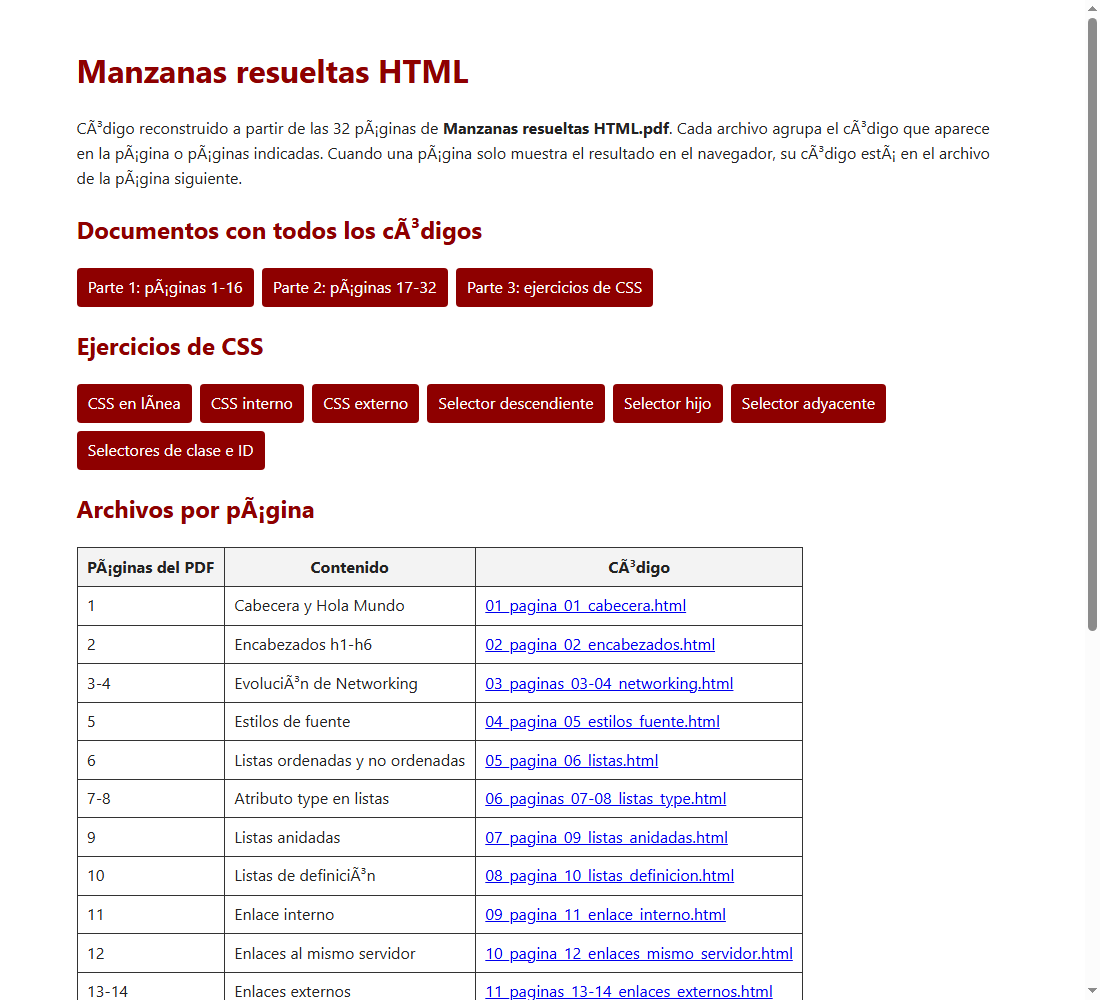 Manzanas resueltas HTML
CÃ³digo reconstruido a partir de las 32 pÃ¡ginas de Manzanas resueltas HTML.pdf. Cada archivo agrupa el cÃ³digo que aparece
en la pÃ¡gina o pÃ¡ginas indicadas. Cuando una pÃ¡gina solo muestra el resultado en el navegador, su cÃ³digo estÃ¡ en el archivo
de la pÃ¡gina siguiente.
Documentos con todos los cÃ³digos
Parte 1: pÃ¡ginas 1-16 Parte 2: pÃ¡ginas 17-32 Parte 3: ejercicios de CSS
Ejercicios de CSS
CSS en lÃ­nea CSS interno CSS externo Selector descendiente Selector hijo Selector adyacente
Selectores de clase e ID
Archivos por pÃ¡gina
PÃ¡ginas del PDF Contenido CÃ³digo
1 Cabecera y Hola Mundo 01_pagina_01_cabecera.html
2 Encabezados h1-h6 02_pagina_02_encabezados.html
3-4 EvoluciÃ³n de Networking 03_paginas_03-04_networking.html
5 Estilos de fuente 04_pagina_05_estilos_fuente.html
6 Listas ordenadas y no ordenadas 05_pagina_06_listas.html
7-8 Atributo type en listas 06_paginas_07-08_listas_type.html
9 Listas anidadas 07_pagina_09_listas_anidadas.html
10 Listas de definiciÃ³n 08_pagina_10_listas_definicion.html
11 Enlace interno 09_pagina_11_enlace_interno.html
12 Enlaces al mismo servidor 10_pagina_12_enlaces_mismo_servidor.html
13-14 Enlaces externos 11_paginas_13-14_enlaces_externos.html